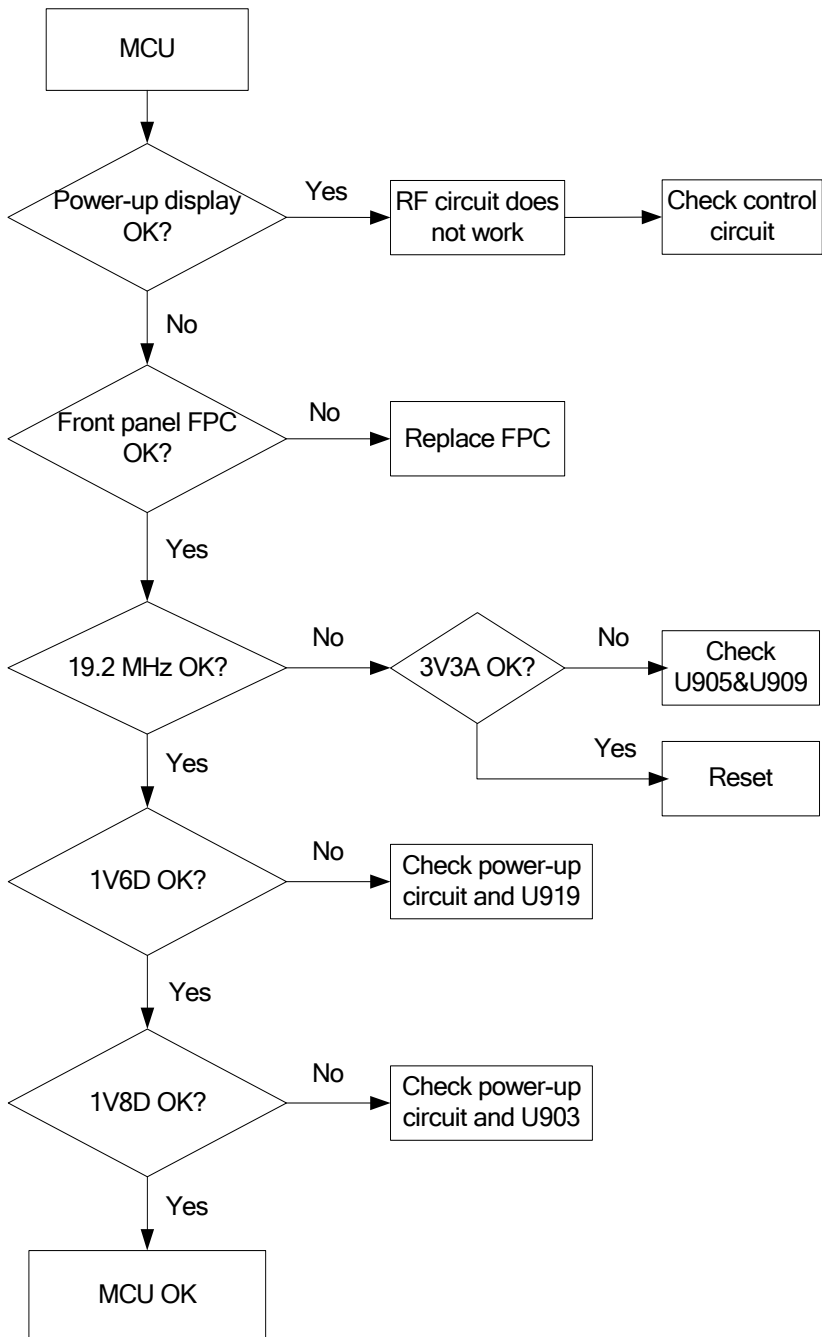 MCU
Power-up display
OK?
Yes
RF circuit does
not work
Check control
circuit
No
Front panel FPC
OK?
No
Replace FPC
Yes
19.2 MHz OK?
No
3V3A OK?
No
Check
U905&U909
Yes
Reset
Yes
1V6D OK?
No
Check power-up
circuit and U919
Yes
1V8D OK?
No
Check power-up
circuit and U903
Yes
MCU OK